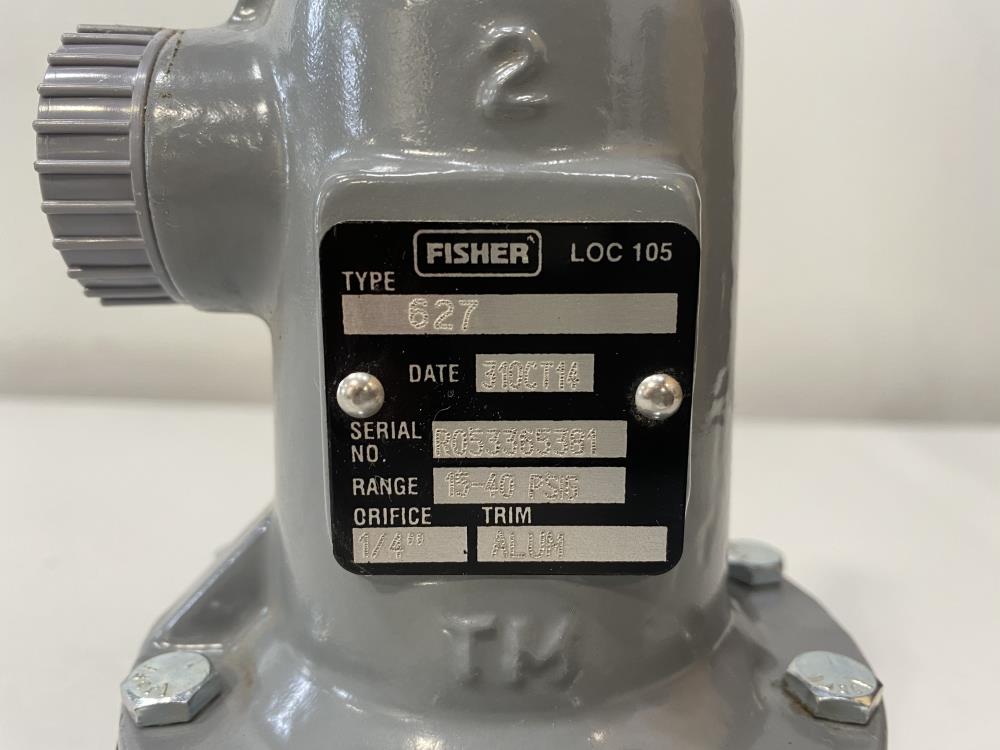 2
FISHER LOC 105
TYPE
627
DATE 31OCT14
SERIAL NO. R053365381
RANGE 15-40 PSIG
ORIFICE TRIM
1/4" ALUM
TM